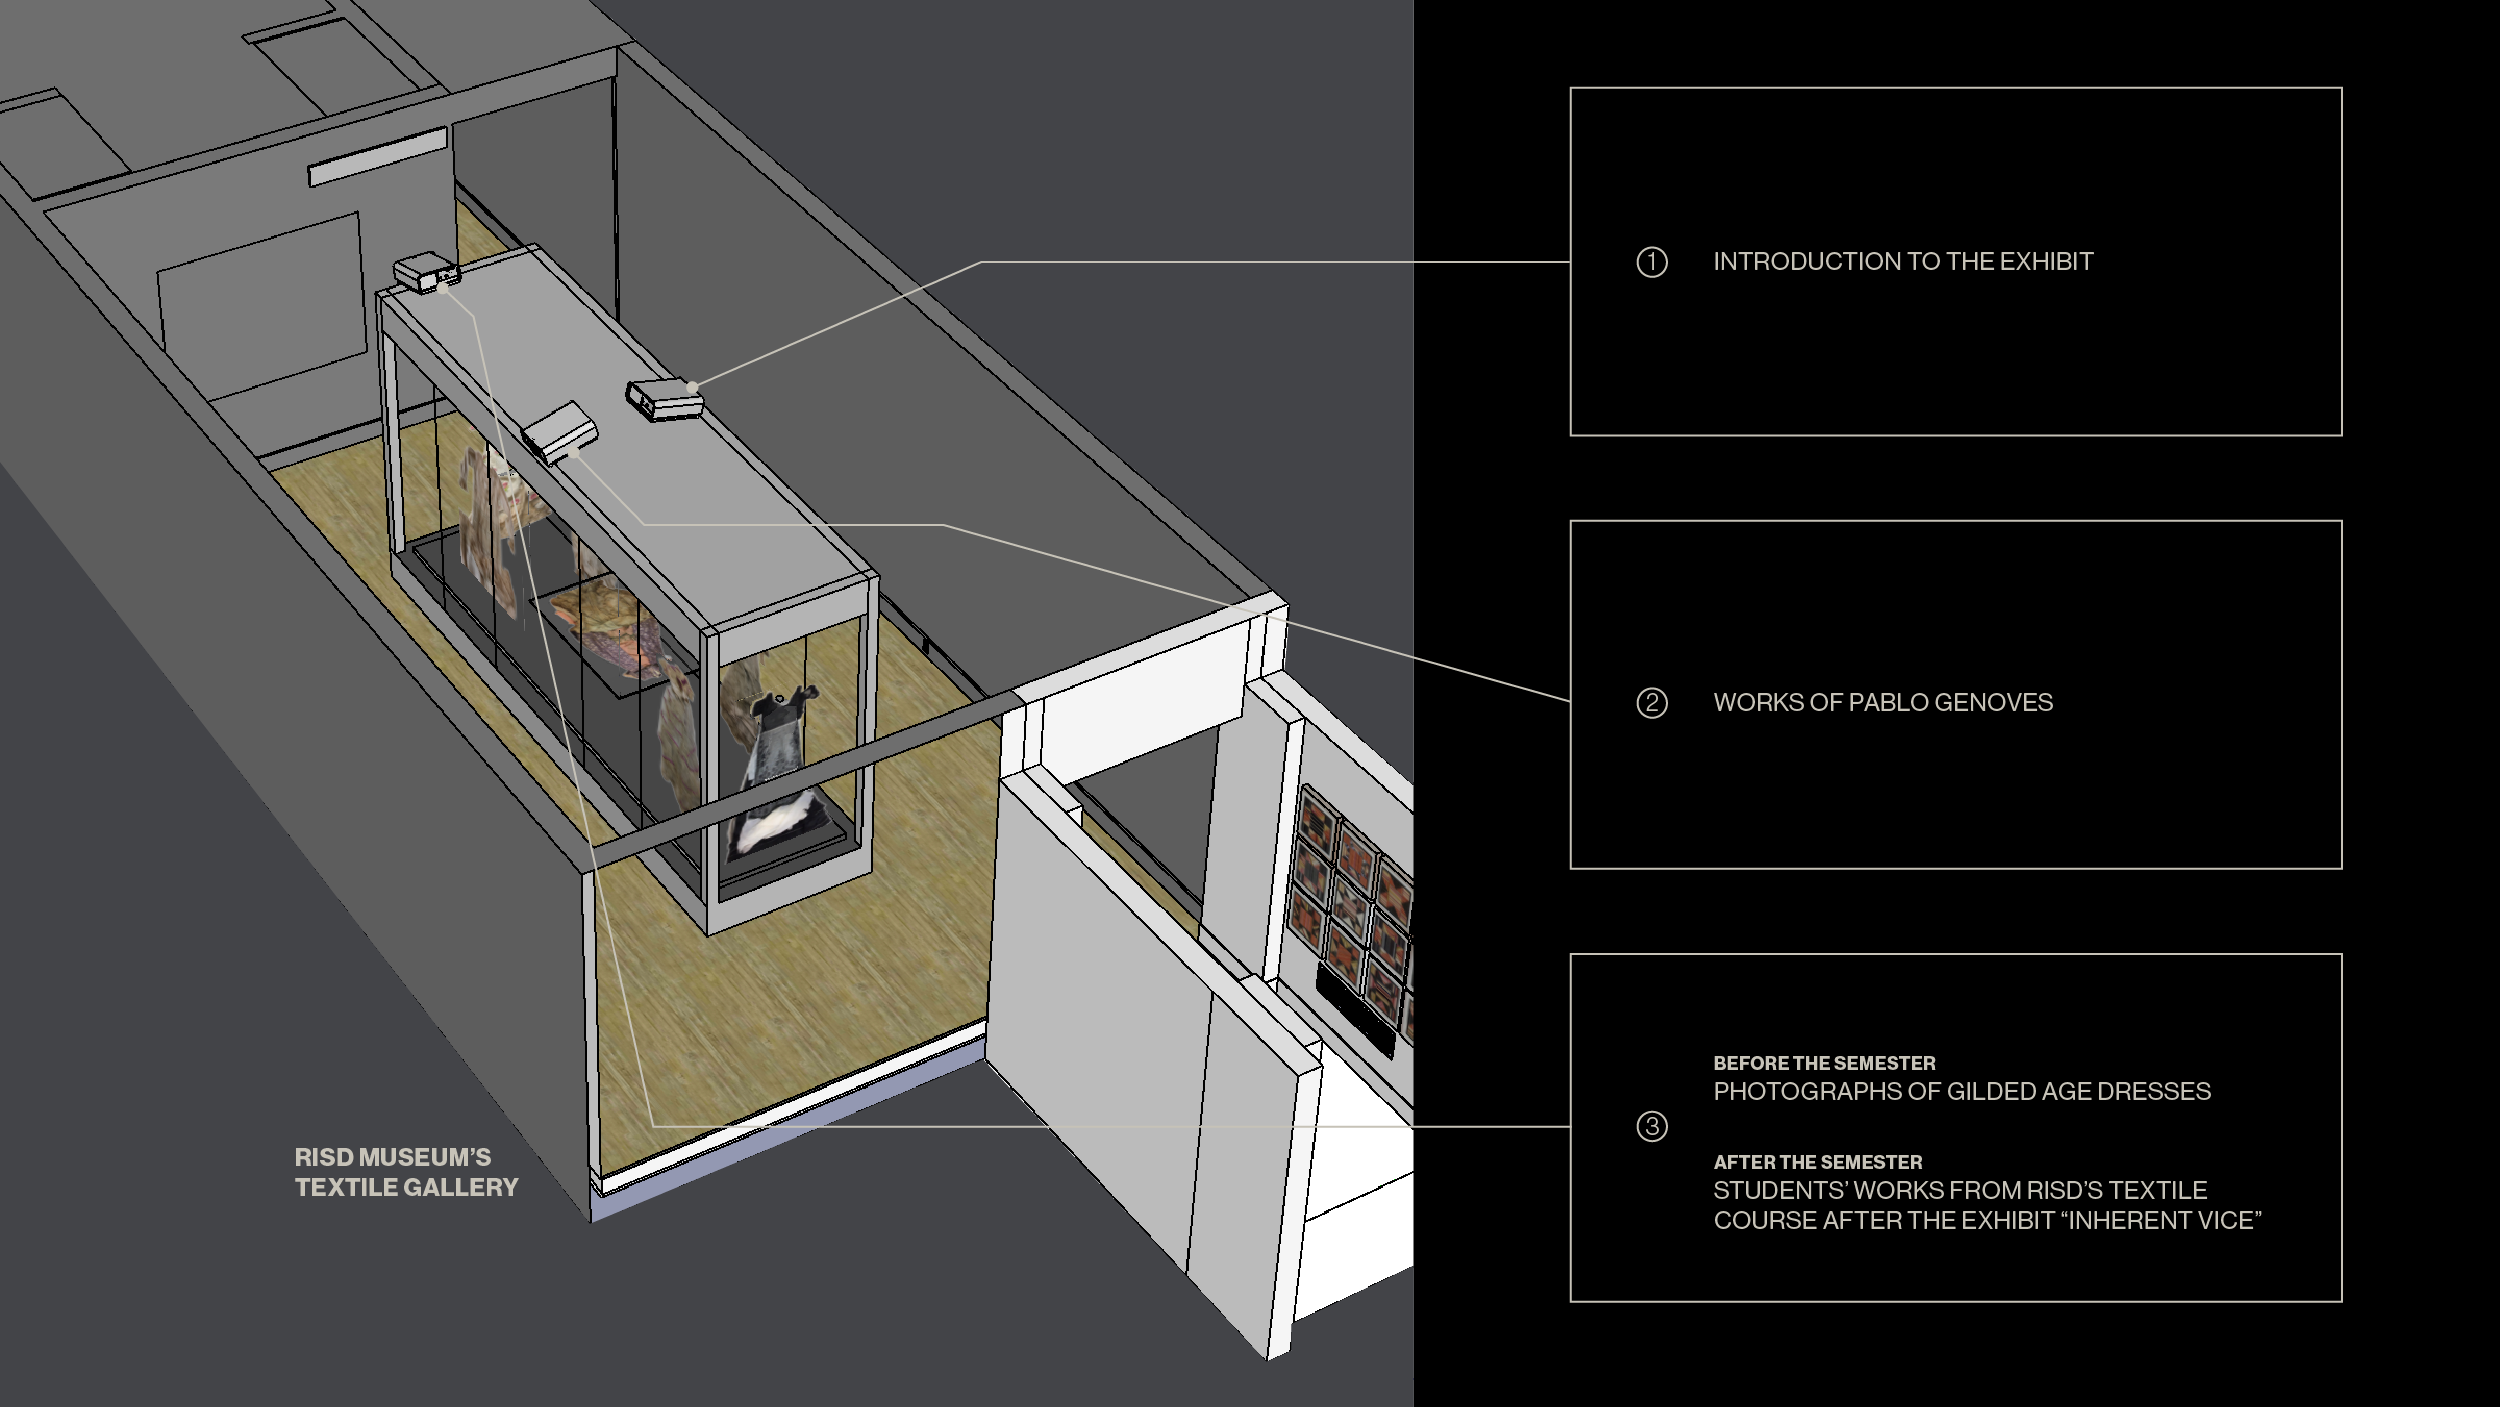 ① INTRODUCTION TO THE EXHIBIT
② WORKS OF PABLO GENOVES
BEFORE THE SEMESTER
PHOTOGRAPHS OF GILDED AGE DRESSES
③
AFTER THE SEMESTER
STUDENTS’ WORKS FROM RISD’S TEXTILE
COURSE AFTER THE EXHIBIT “INHERENT VICE”
RISD MUSEUM’S
TEXTILE GALLERY